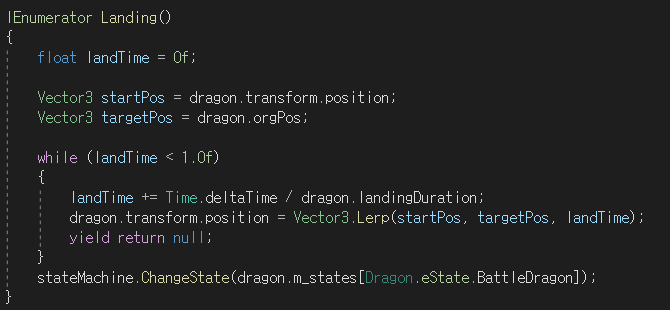 IEnumerator Landing()
{
float landTime = 0f;
Vector3 startPos = dragon.transform.position;
Vector3 targetPos = dragon.orgPos;
while (landTime < 1.0f)
{
landTime += Time.deltaTime / dragon.landingDuration;
dragon.transform.position = Vector3.Lerp(startPos, targetPos, landTime);
yield return null;
}
stateMachine.ChangeState(dragon.m_states[Dragon.eState.BattleDragon]);
}